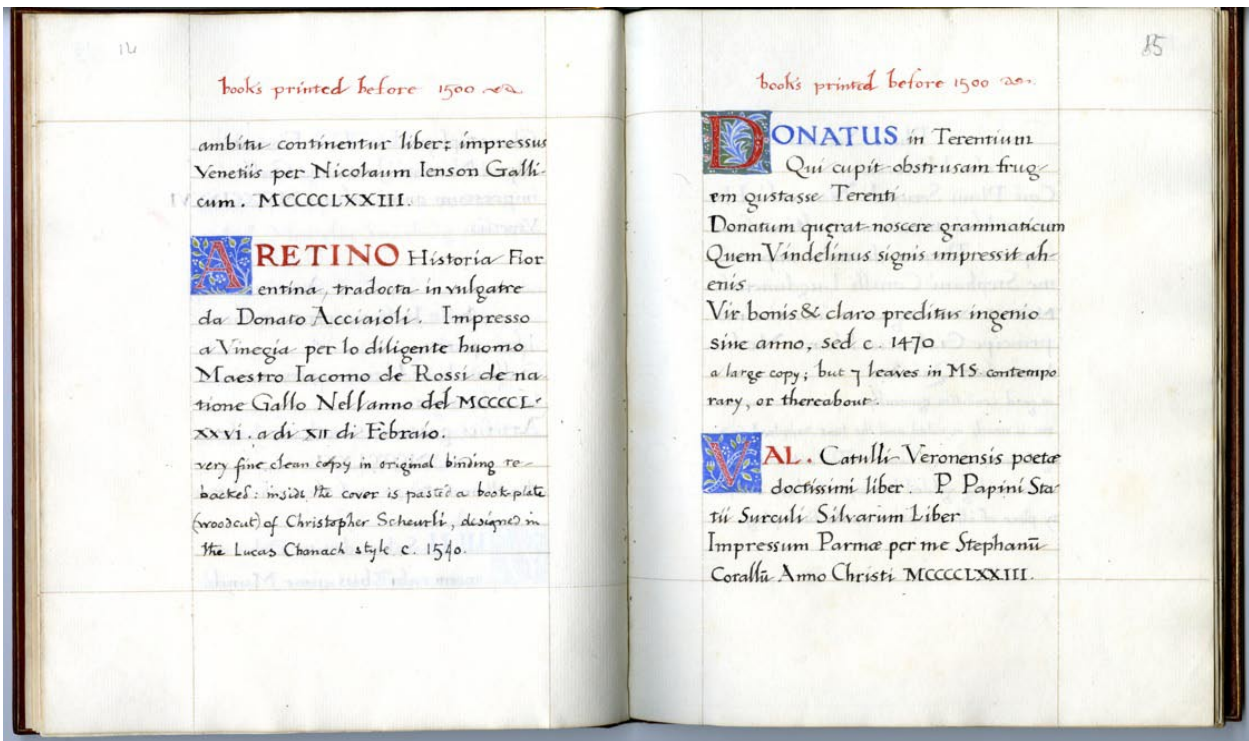 14
books printed before 1500
ambitu continentur liber: impressus
Venetiis per Nicolaum Ienson Galli-
cum. MCCCCLXXIII.
ARETINO Historia Fior
entina, tradocta in vulgatre
da Donato Acciaioli. Impresso
a Vinegia per lo diligente huomo
Maestro Iacomo de Rossi de na
tione Gallo Nell anno del MCCCCL-
XXVI. a di XII di Febraio.
very fine clean copy in original binding re-
backed: inside the cover is pasted a book-plate
(woodcut) of Christopher Scheurli, designed in
the Lucas Chanach style c. 1540.
85
books printed before 1500
DONATUS in Terentium
Qui cupit obstrusam frug-
em gustasse Terenti
Donatum quęrat noscere grammaticum
Quem Vindelinus signis impressit ah-
enis
Vir bonis & claro preditus ingenio
sine anno, sed c. 1470
a large copy; but 7 leaves in MS contempo
rary, or thereabout.
VAL. Catulli Veronensis poetæ
doctissimi liber. P Papini Sta-
tii Surculi Silvarum Liber
Impressum Parmæ per me Stephanū
Corallū Anno Christi MCCCCLXXIII.